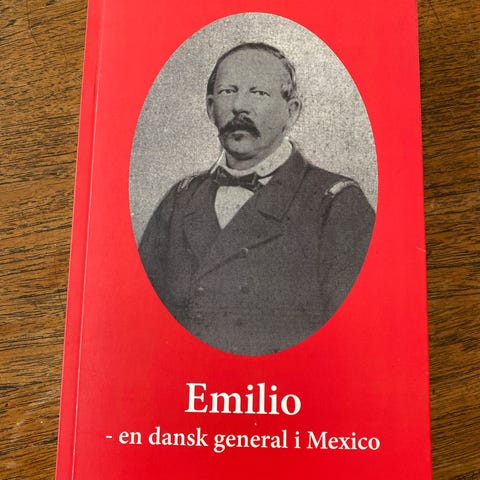 Emilio
- en dansk general i Mexico